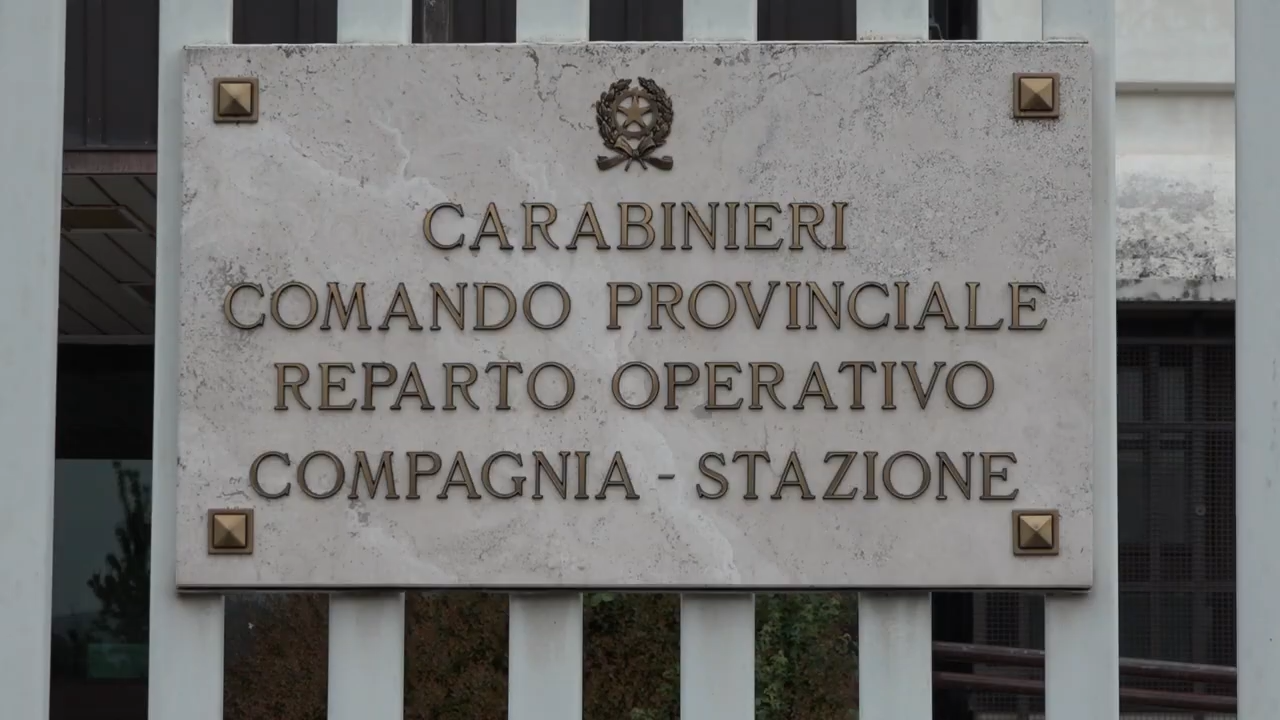 CARABINIERI
COMANDO PROVINCIALE
REPARTO OPERATIVO
COMPAGNIA - STAZIONE